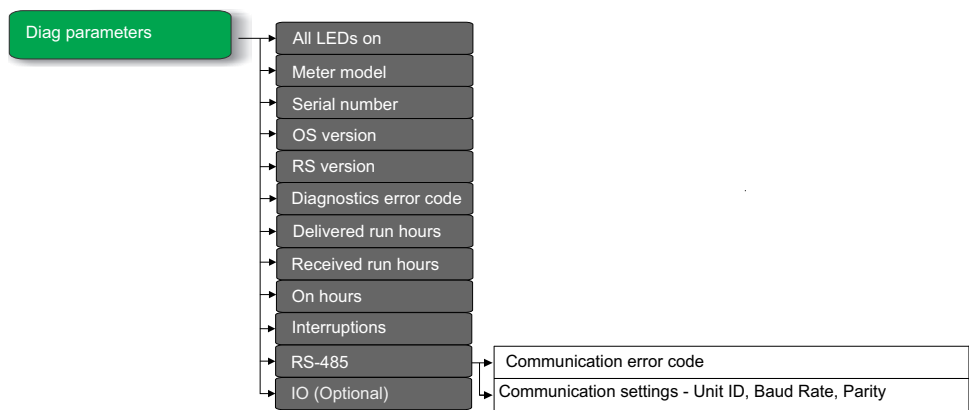 Diag parameters
All LEDs on
Meter model
Serial number
OS version
RS version
Diagnostics error code
Delivered run hours
Received run hours
On hours
Interruptions
RS-485
Communication error code
IO (Optional)
Communication settings - Unit ID, Baud Rate, Parity